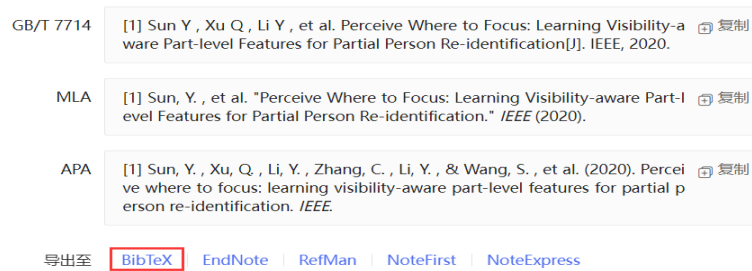 GB/T 7714 [1] Sun Y , Xu Q , Li Y , et al. Perceive Where to Focus: Learning Visibility-a 复制
ware Part-level Features for Partial Person Re-identification[J]. IEEE, 2020.
MLA [1] Sun, Y. , et al. "Perceive Where to Focus: Learning Visibility-aware Part-l 复制
evel Features for Partial Person Re-identification." IEEE (2020).
APA [1] Sun, Y. , Xu, Q. , Li, Y. , Zhang, C. , Li, Y. , & Wang, S. , et al. (2020). Percei 复制
ve where to focus: learning visibility-aware part-level features for partial p
erson re-identification. IEEE.
导出至 BibTeX EndNote RefMan NoteFirst NoteExpress